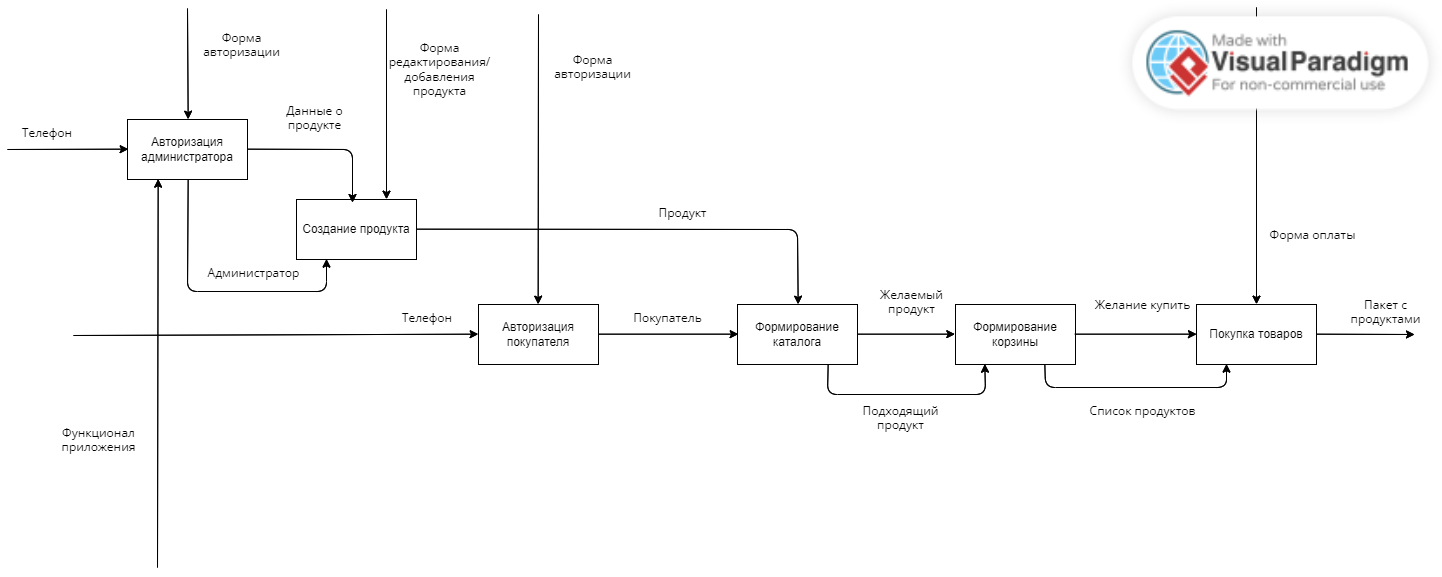 Форма
авторизации
Форма
редактирования/
добавления
продукта
Форма
авторизации
Made with
Visual Paradigm
For non-commercial use
Данные о
продукте
Телефон
Авторизация
администратора
Создание продукта
Продукт
Форма оплаты
Администратор
Телефон
Авторизация
покупателя
Покупатель
Формирование
каталога
Желаемый
продукт
Формирование
корзины
Желание купить
Покупка товаров
Пакет с
продуктами
Подходящий
продукт
Список продуктов
Функционал
приложения